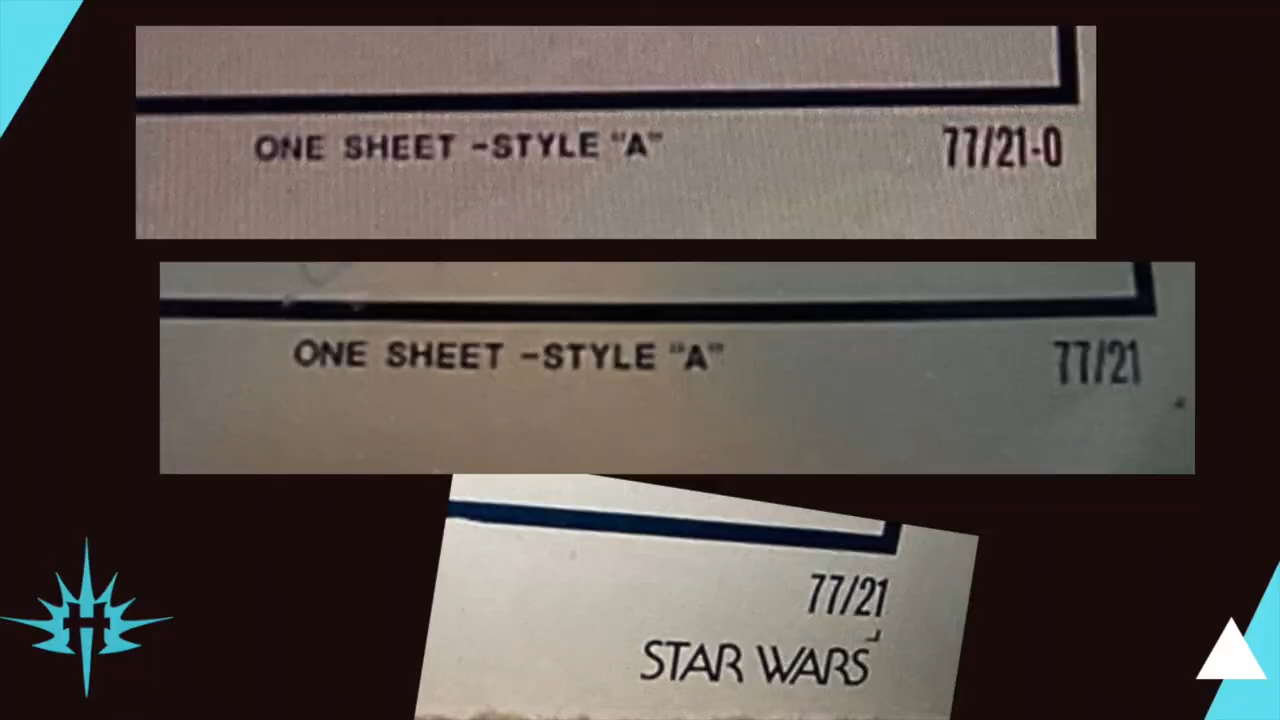 ONE SHEET -STYLE "A" 77/21-0
ONE SHEET -STYLE "A" 77/21
77/21
STAR WARS